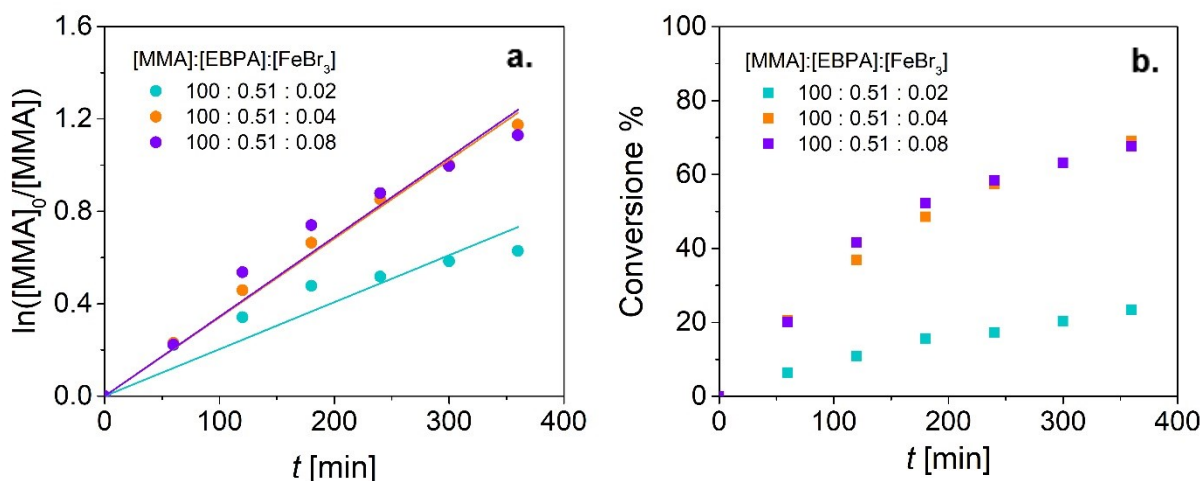 a.
[MMA]:[EBPA]:[FeBr₃]
100 : 0.51 : 0.02
100 : 0.51 : 0.04
100 : 0.51 : 0.08
ln([MMA]₀/[MMA])
1.6
1.2
0.8
0.4
0.0
0
100
200
300
400
t [min]
b.
[MMA]:[EBPA]:[FeBr₃]
100 : 0.51 : 0.02
100 : 0.51 : 0.04
100 : 0.51 : 0.08
Conversione %
100
80
60
40
20
0
0
100
200
300
400
t [min]